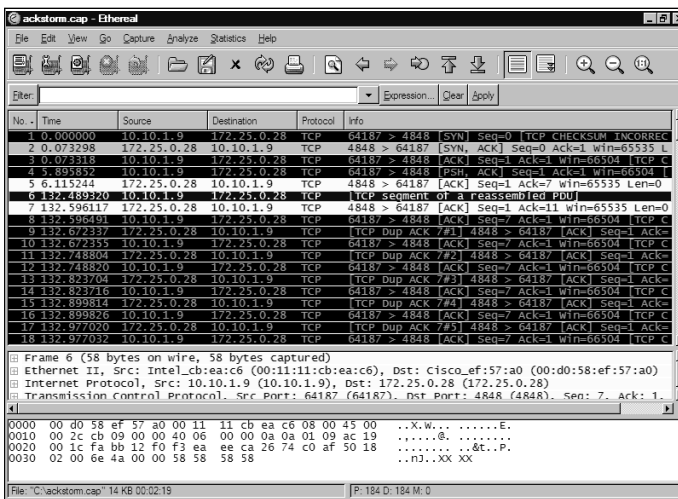 ackstorm.cap - Ethereal
File Edit View Go Capture Analyze Statistics Help
Filter: Expression... Clear Apply
No. Time Source Destination Protocol Info
1 0.000000 10.10.1.9 172.25.0.28 TCP 64187 > 4848 [SYN] Seq=0 [TCP CHECKSUM INCORREC
2 0.073298 172.25.0.28 10.10.1.9 TCP 4848 > 64187 [SYN, ACK] Seq=0 Ack=1 Win=65535 L
3 0.073318 10.10.1.9 172.25.0.28 TCP 64187 > 4848 [ACK] Seq=1 Ack=1 Win=66504 [TCP C
4 5.895852 10.10.1.9 172.25.0.28 TCP 64187 > 4848 [PSH, ACK] Seq=1 Ack=1 Win=66504 [
5 6.115244 172.25.0.28 10.10.1.9 TCP 4848 > 64187 [ACK] Seq=1 Ack=7 Win=65535 Len=0
6 132.489320 10.10.1.9 172.25.0.28 TCP [TCP segment of a reassembled PDU]
7 132.596117 172.25.0.28 10.10.1.9 TCP 4848 > 64187 [ACK] Seq=1 Ack=11 Win=65535 Len=0
8 132.596491 10.10.1.9 172.25.0.28 TCP 64187 > 4848 [ACK] Seq=7 Ack=1 Win=66504 [TCP C
9 132.672337 172.25.0.28 10.10.1.9 TCP [TCP Dup ACK 7#1] 4848 > 64187 [ACK] Seq=1 Ack=
10 132.672355 10.10.1.9 172.25.0.28 TCP 64187 > 4848 [ACK] Seq=7 Ack=1 Win=66504 [TCP C
11 132.748804 172.25.0.28 10.10.1.9 TCP [TCP Dup ACK 7#2] 4848 > 64187 [ACK] Seq=1 Ack=
12 132.748820 10.10.1.9 172.25.0.28 TCP 64187 > 4848 [ACK] Seq=7 Ack=1 Win=66504 [TCP C
13 132.823704 172.25.0.28 10.10.1.9 TCP [TCP Dup ACK 7#3] 4848 > 64187 [ACK] Seq=1 Ack=
14 132.823716 10.10.1.9 172.25.0.28 TCP 64187 > 4848 [ACK] Seq=7 Ack=1 Win=66504 [TCP C
15 132.899814 172.25.0.28 10.10.1.9 TCP [TCP Dup ACK 7#4] 4848 > 64187 [ACK] Seq=1 Ack=
16 132.899826 10.10.1.9 172.25.0.28 TCP 64187 > 4848 [ACK] Seq=7 Ack=1 Win=66504 [TCP C
17 132.977020 172.25.0.28 10.10.1.9 TCP [TCP Dup ACK 7#5] 4848 > 64187 [ACK] Seq=1 Ack=
18 132.977032 10.10.1.9 172.25.0.28 TCP 64187 > 4848 [ACK] Seq=7 Ack=1 Win=66504 [TCP C
Frame 6 (58 bytes on wire, 58 bytes captured)
Ethernet II, Src: Intel_cb:ea:c6 (00:11:11:cb:ea:c6), Dst: Cisco_ef:57:a0 (00:d0:58:ef:57:a0)
Internet Protocol, Src: 10.10.1.9 (10.10.1.9), Dst: 172.25.0.28 (172.25.0.28)
Transmission Control Protocol, Src Port: 64187 (64187), Dst Port: 4848 (4848), Seq: 7, Ack: 1,
0000 00 d0 58 ef 57 a0 00 11 11 cb ea c6 08 00 45 00 ..X.W... ......E.
0010 00 2c cb 09 00 00 40 06 00 00 0a 0a 01 09 ac 19 .,....@. ........
0020 00 1c fa bb 12 f0 f3 ea ee ca 26 74 c0 af 50 18 ........ ..&t..P.
0030 02 00 6e 4a 00 00 58 58 58 58 ..nJ..XX XX
File: "C:\ackstorm.cap" 14 KB 00:02:19 P: 184 D: 184 M: 0